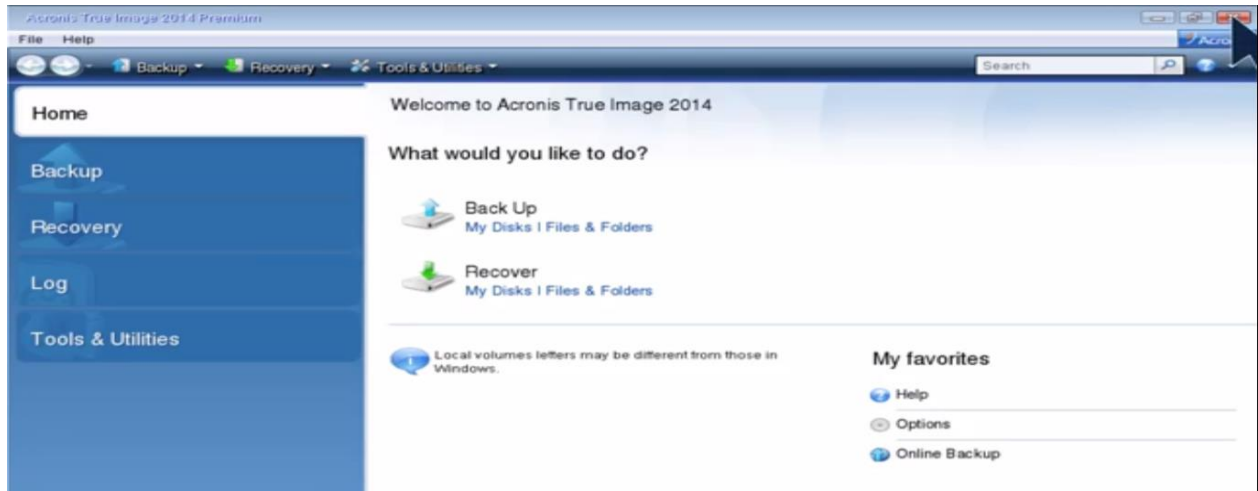 Acronis True Image 2014 Premium
File Help
Acro
Backup Recovery Tools & Utilities Search
Home
Backup
Recovery
Log
Tools & Utilities
Welcome to Acronis True Image 2014
What would you like to do?
Back Up
My Disks | Files & Folders
Recover
My Disks | Files & Folders
Local volumes letters may be different from those in
Windows.
My favorites
Help
Options
Online Backup